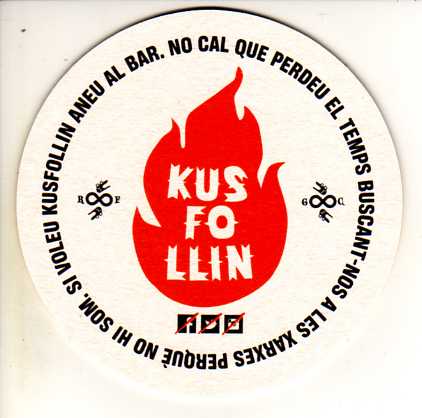 SI VOLEU KUSFOLLIN ANEU AL BAR. NO CAL QUE PERDEU EL TEMPS BUSCANT-NOS A LES XARXES PERQUÈ NO HI SOM.
KUS
FO
LLIN
R F
G C.